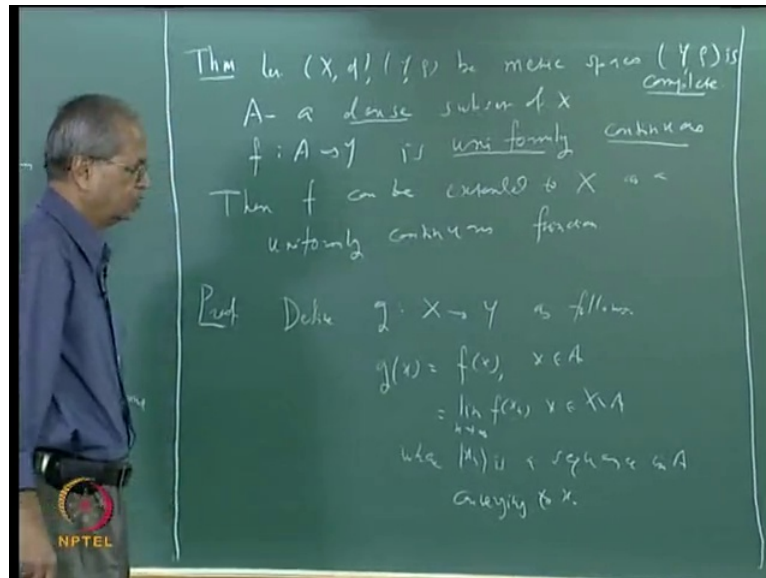 Thm Let (X, d), (Y, ρ) be metric spaces (Y, ρ) is
complete.
A - a dense subset of X
f : A → Y is uniformly continuous
Then f can be extended to X as a
uniformly continuous function
Proof Define g : X → Y as follows.
g(x) = f(x), x ∈ A
= lim f(xₙ) x ∈ X \ A
n→∞
where (xₙ) is a sequence in A
converging to x.
NPTEL